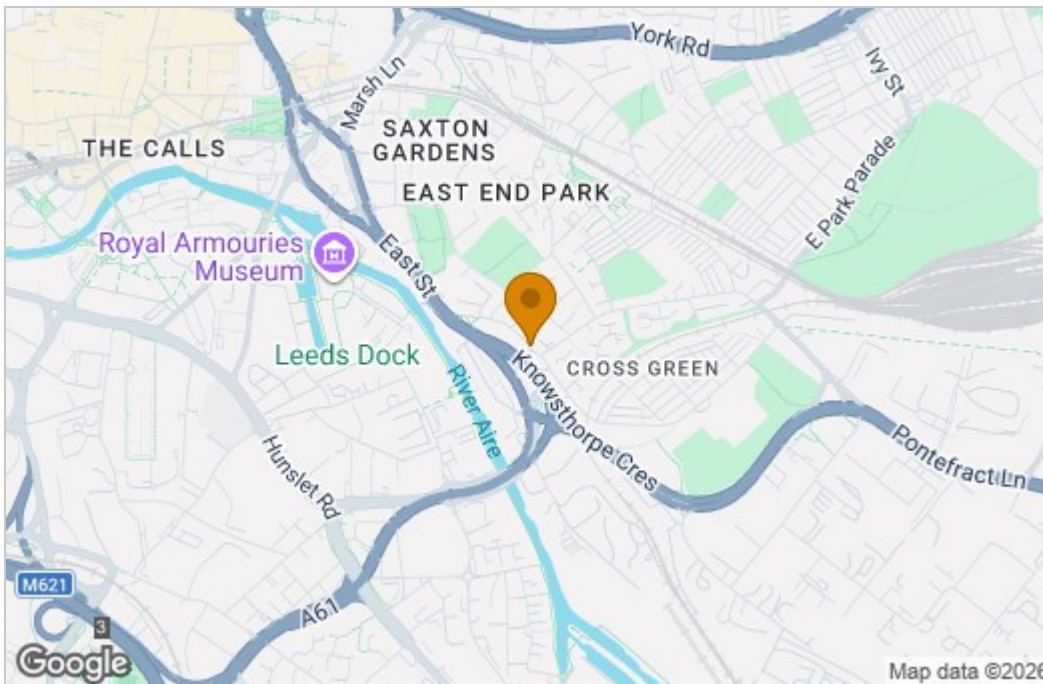 York Rd
Ivy St
Marsh Ln
SAXTON
GARDENS
THE CALLS
EAST END PARK
E Park Parade
Royal Armouries
Museum
East St
Leeds Dock
CROSS GREEN
Knowsthorpe Cres
River Aire
Pontefract Ln
Hunslet Rd
M621
A61
3
Google
Map data ©2026